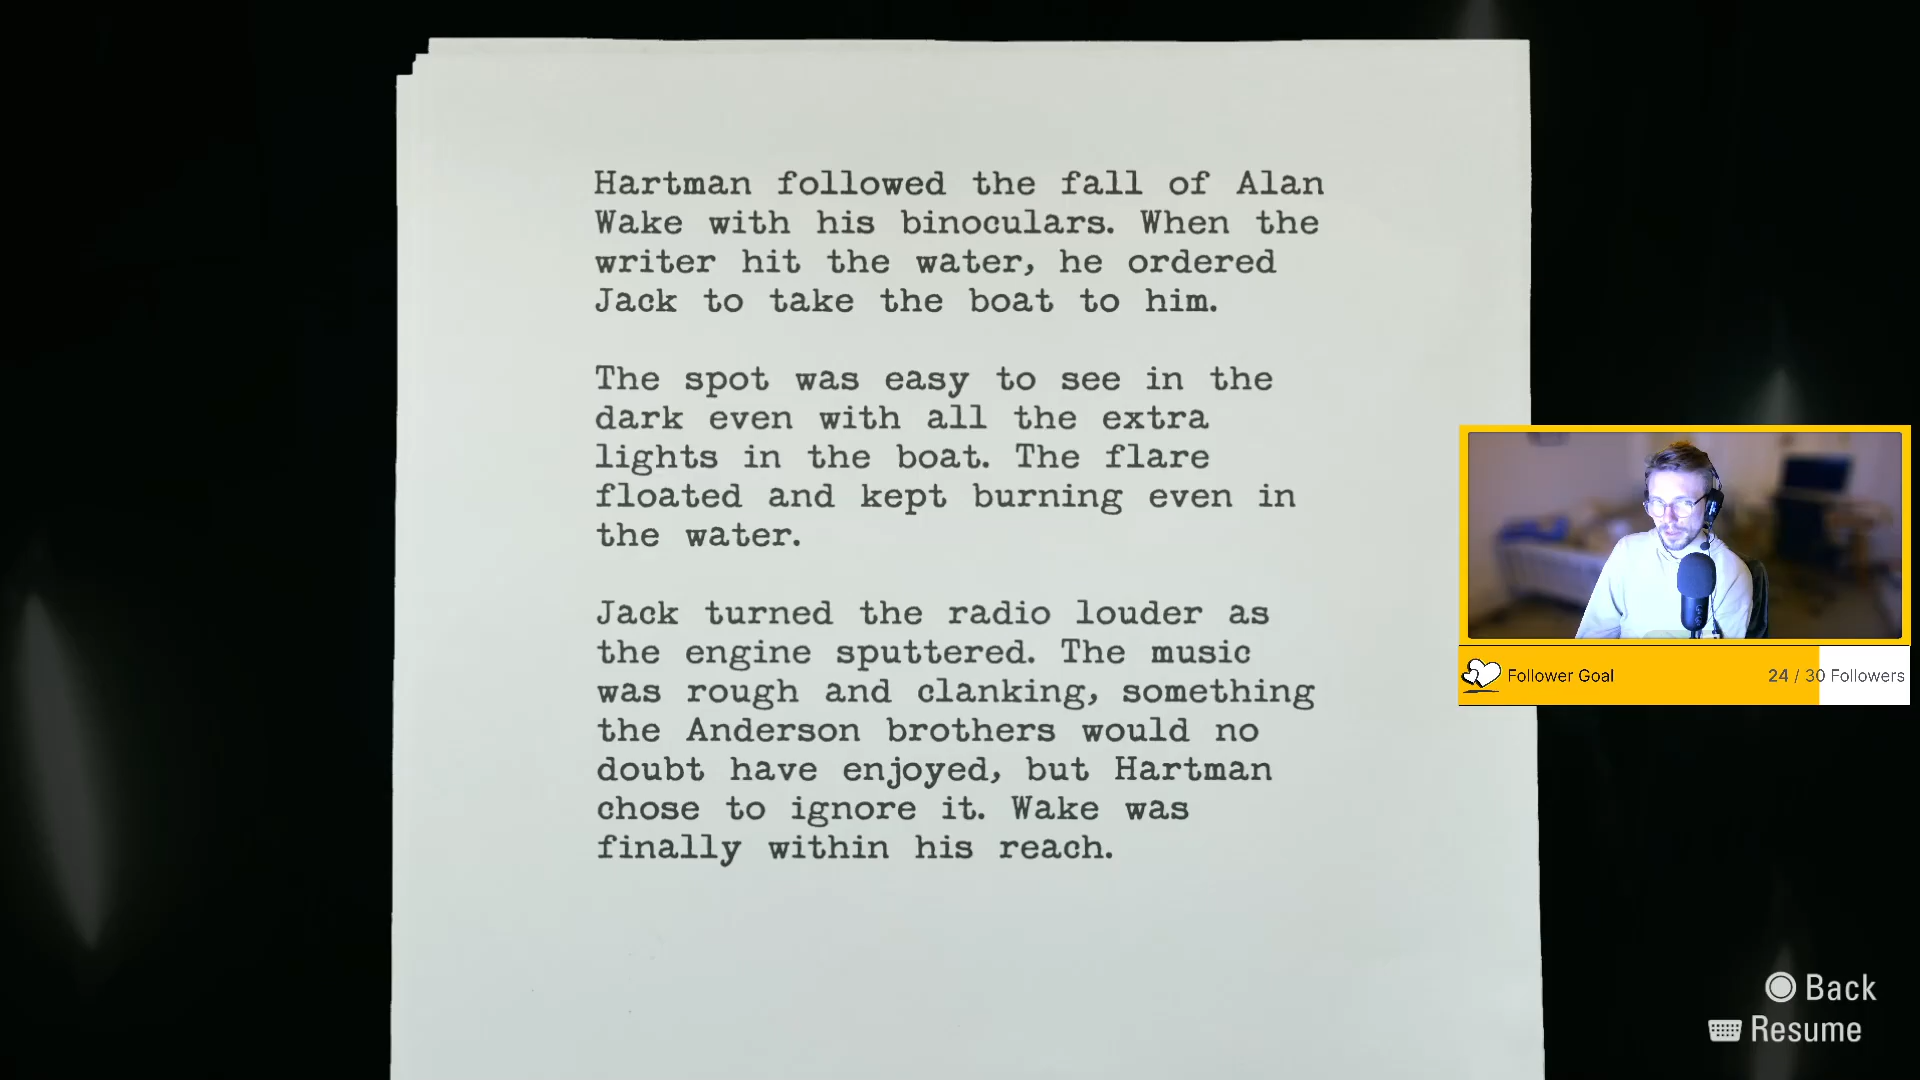 Hartman followed the fall of Alan
Wake with his binoculars. When the
writer hit the water, he ordered
Jack to take the boat to him.
The spot was easy to see in the
dark even with all the extra
lights in the boat. The flare
floated and kept burning even in
the water.
Jack turned the radio louder as
the engine sputtered. The music
was rough and clanking, something
the Anderson brothers would no
doubt have enjoyed, but Hartman
chose to ignore it. Wake was
finally within his reach.
Follower Goal 24 / 30 Followers
Back
Resume